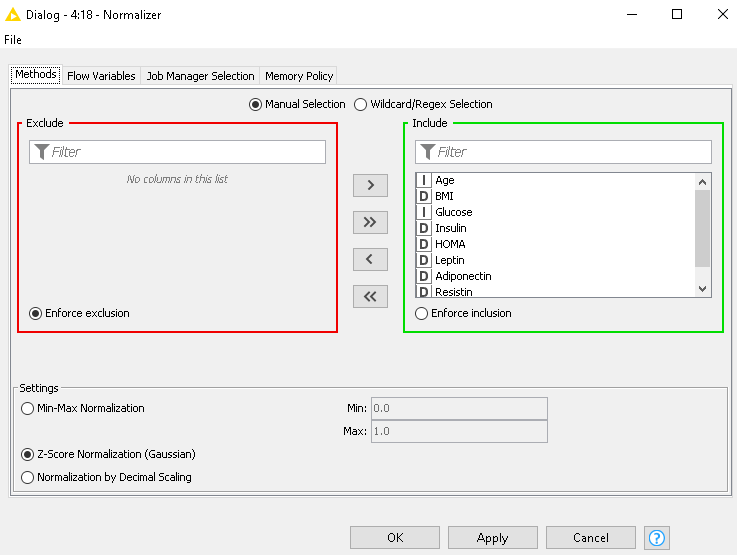 Dialog - 4:18 - Normalizer
File
Methods Flow Variables Job Manager Selection Memory Policy
Manual Selection Wildcard/Regex Selection
Exclude
Filter
No columns in this list
Enforce exclusion
>
>>
<
<<
Include
Filter
I Age
D BMI
I Glucose
D Insulin
D HOMA
D Leptin
D Adiponectin
D Resistin
Enforce inclusion
Settings
Min-Max Normalization
Min: 0.0
Max: 1.0
Z-Score Normalization (Gaussian)
Normalization by Decimal Scaling
OK Apply Cancel ?